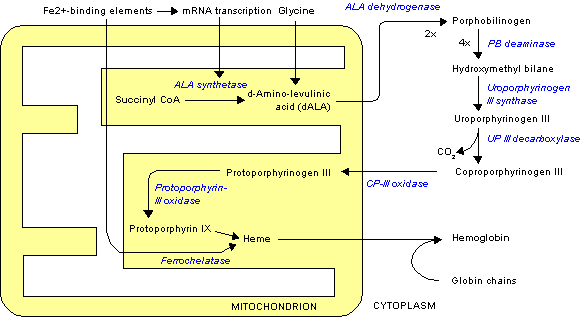 Fe2+-binding elements
mRNA transcription
Glycine
ALA dehydrogenase
2x
Porphobilinogen
4x
PB deaminase
Hydroxymethyl bilane
ALA synthetase
Succinyl CoA
d-Amino-levulinic
acid (dALA)
Uroporphyrinogen
III synthase
Uroporphyrinogen III
UP III decarboxylase
CO2
Coproporphyrinogen III
CP-III oxidase
Protoporphyrinogen III
Protoporphyrin-
III oxidase
Protoporphyrin IX
Heme
Hemoglobin
Ferrochelatase
Globin chains
MITOCHONDRION
CYTOPLASM